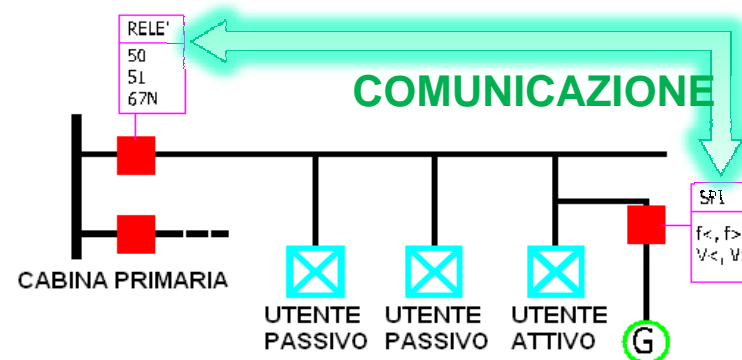 RELE'
50
51
67N
COMUNICAZIONE
SPI
f<, f>
V<, V
CABINA PRIMARIA
UTENTE PASSIVO
UTENTE PASSIVO
UTENTE ATTIVO
G